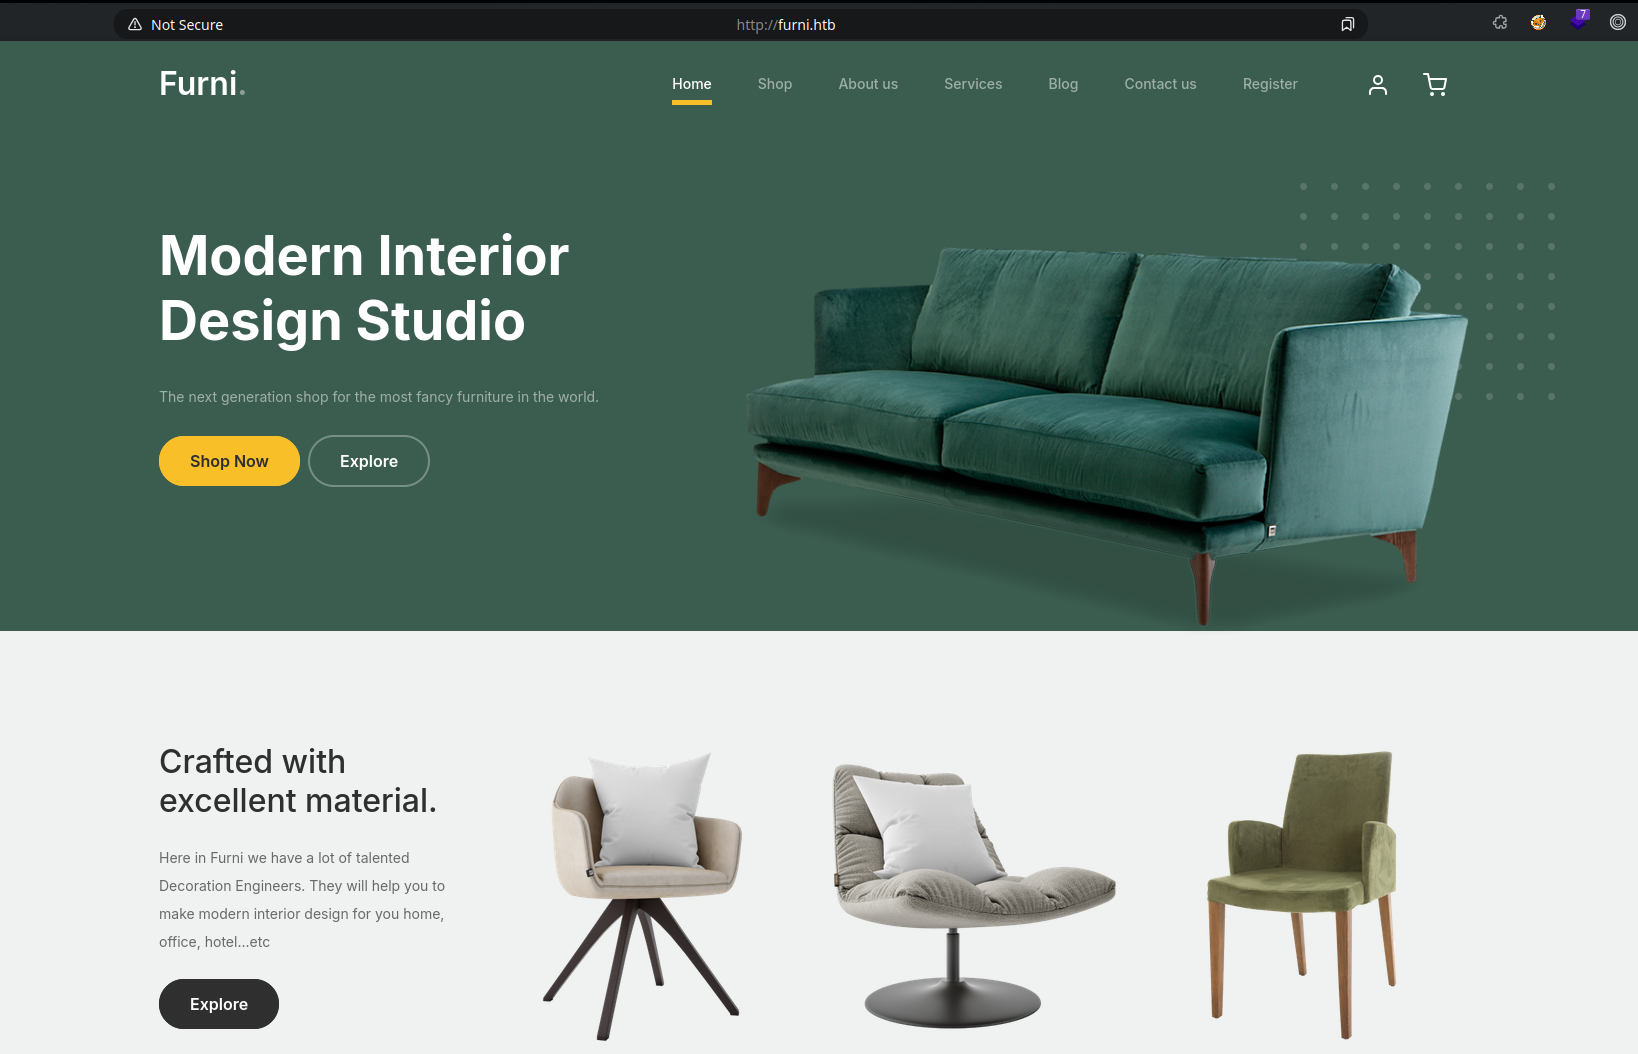 Not Secure
http://furni.htb
7
Furni.
Home Shop About us Services Blog Contact us Register
Modern Interior
Design Studio
The next generation shop for the most fancy furniture in the world.
Shop Now Explore
Crafted with
excellent material.
Here in Furni we have a lot of talented
Decoration Engineers. They will help you to
make modern interior design for you home,
office, hotel...etc
Explore